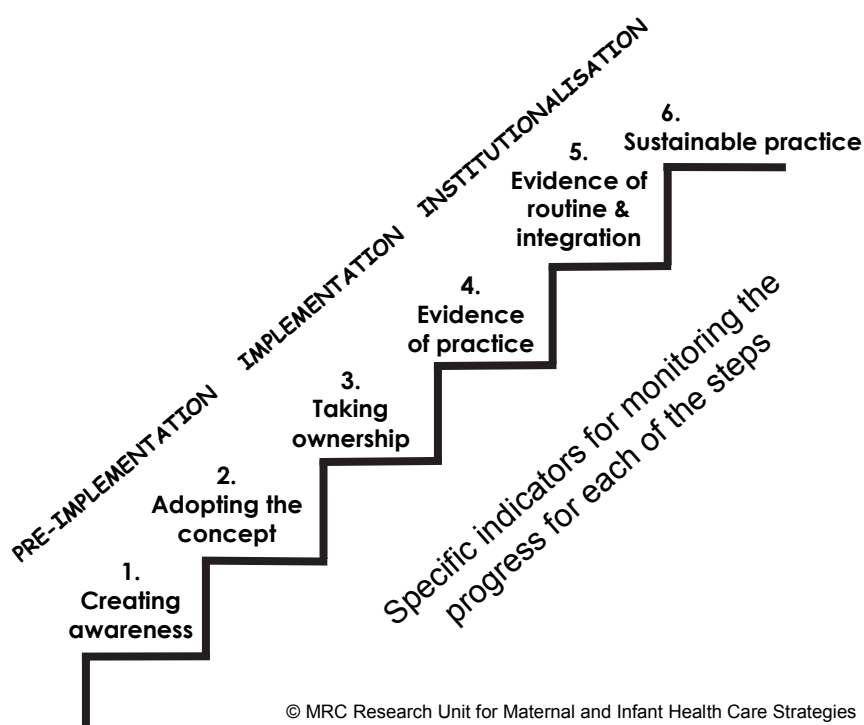 PRE-IMPLEMENTATION IMPLEMENTATION INSTITUTIONALISATION
1.
Creating
awareness
2.
Adopting the
concept
3.
Taking
ownership
4.
Evidence
of practice
5.
Evidence of
routine &
integration
6.
Sustainable practice
Specific indicators for monitoring the
progress for each of the steps
© MRC Research Unit for Maternal and Infant Health Care Strategies